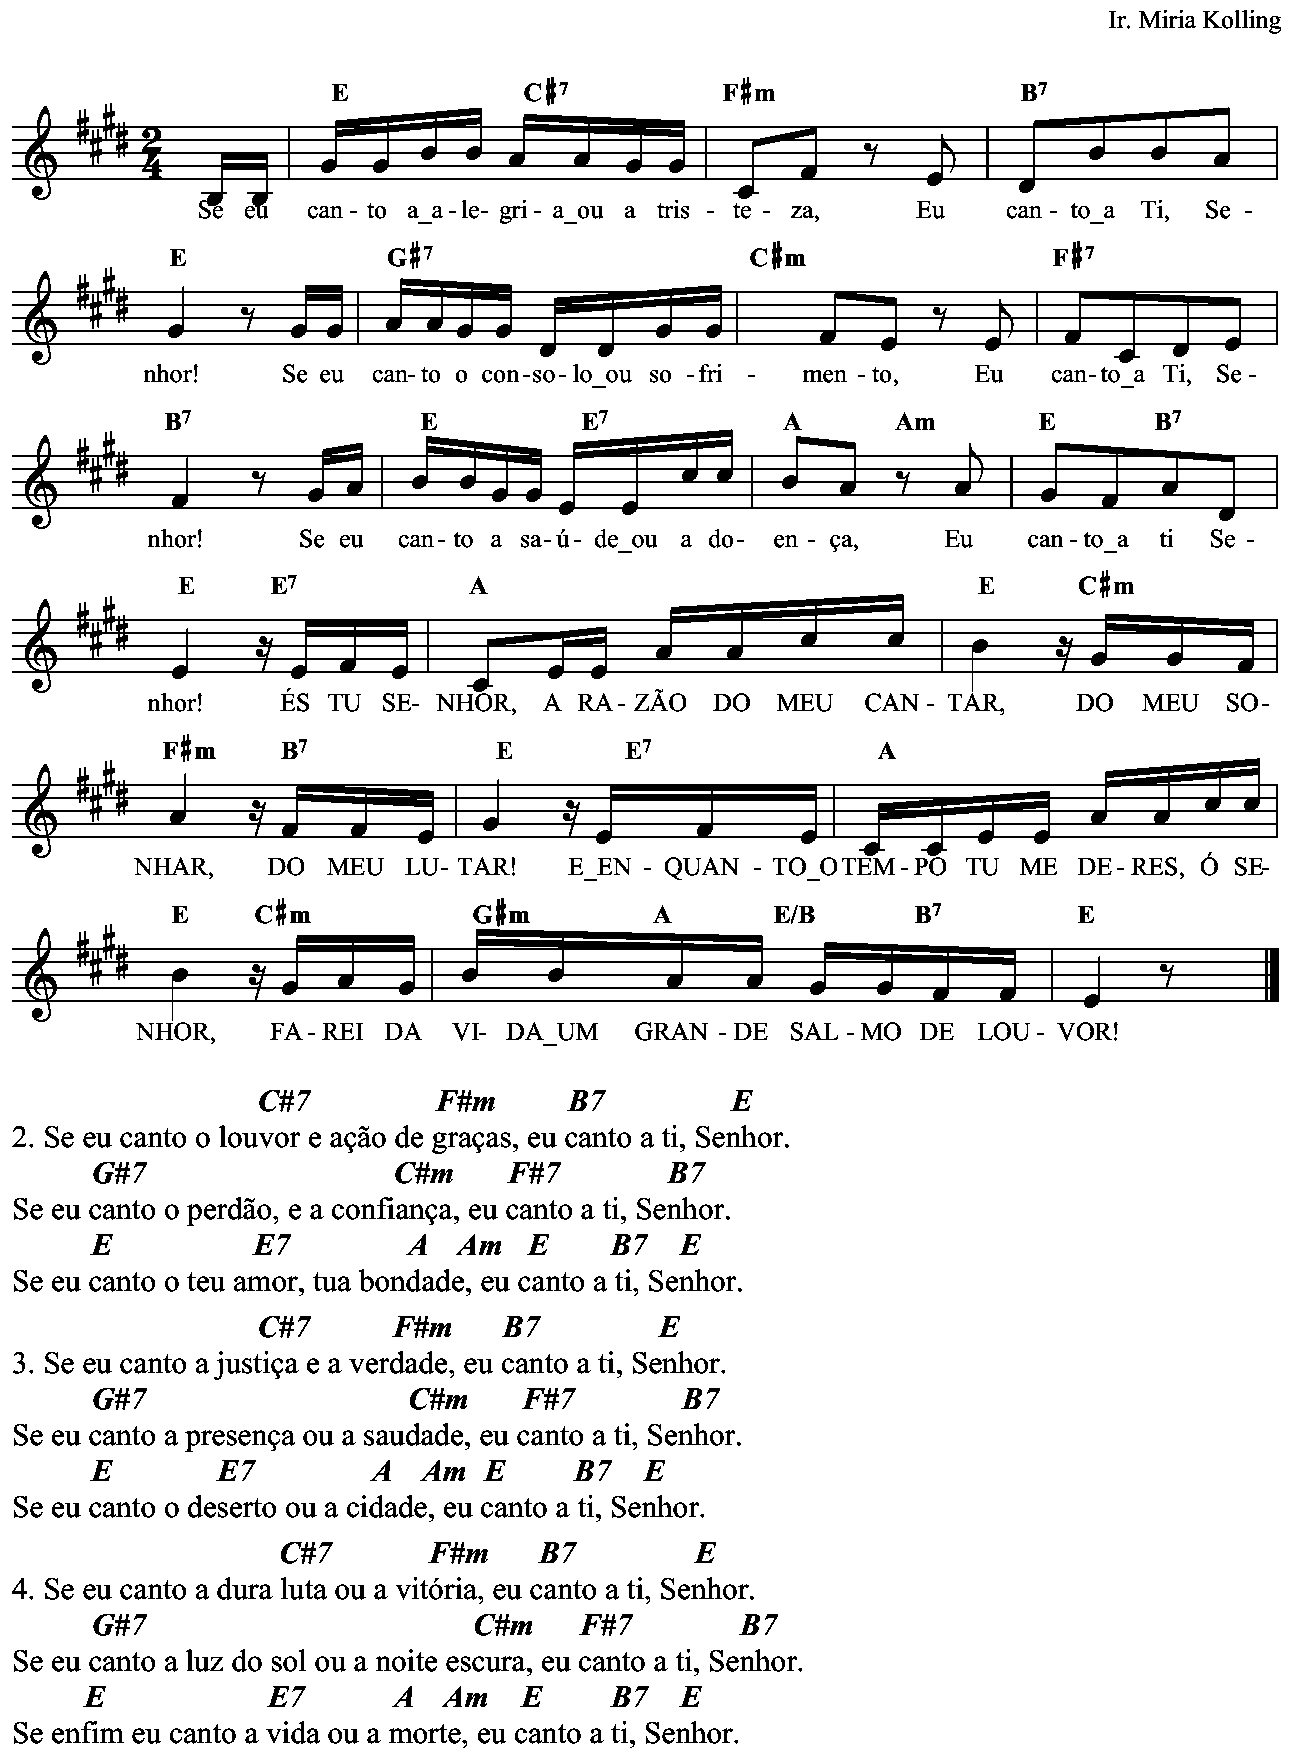 Ir. Miria Kolling
E C#7 F#m B7
2 4
Se eu can - to a_a - le- gri - a_ou a tris - te - za, Eu can - to_a Ti, Se -
E G#7 C#m F#7
nhor! Se eu can- to o con- so- lo_ou so -fri - men - to, Eu can- to_a Ti, Se -
B7 E E7 A Am E B7
nhor! Se eu can - to a sa- ú- de_ou a do- en - ça, Eu can - to_a ti Se -
E E7 A E C#m
nhor! ÉS TU SE- NHOR, A RA - ZÃO DO MEU CAN - TAR, DO MEU SO-
F#m B7 E E7 A
NHAR, DO MEU LU- TAR! E_EN - QUAN - TO_O TEM - PO TU ME DE - RES, Ó SE-
E C#m G#m A E/B B7 E
NHOR, FA - REI DA VI- DA_UM GRAN - DE SAL - MO DE LOU - VOR!
C#7 F#m B7 E
2. Se eu canto o louvor e ação de graças, eu canto a ti, Senhor.
G#7 C#m F#7 B7
Se eu canto o perdão, e a confiança, eu canto a ti, Senhor.
E E7 A Am E B7 E
Se eu canto o teu amor, tua bondade, eu canto a ti, Senhor.
C#7 F#m B7 E
3. Se eu canto a justiça e a verdade, eu canto a ti, Senhor.
G#7 C#m F#7 B7
Se eu canto a presença ou a saudade, eu canto a ti, Senhor.
E E7 A Am E B7 E
Se eu canto o deserto ou a cidade, eu canto a ti, Senhor.
C#7 F#m B7 E
4. Se eu canto a dura luta ou a vitória, eu canto a ti, Senhor.
G#7 C#m F#7 B7
Se eu canto a luz do sol ou a noite escura, eu canto a ti, Senhor.
E E7 A Am E B7 E
Se enfim eu canto a vida ou a morte, eu canto a ti, Senhor.